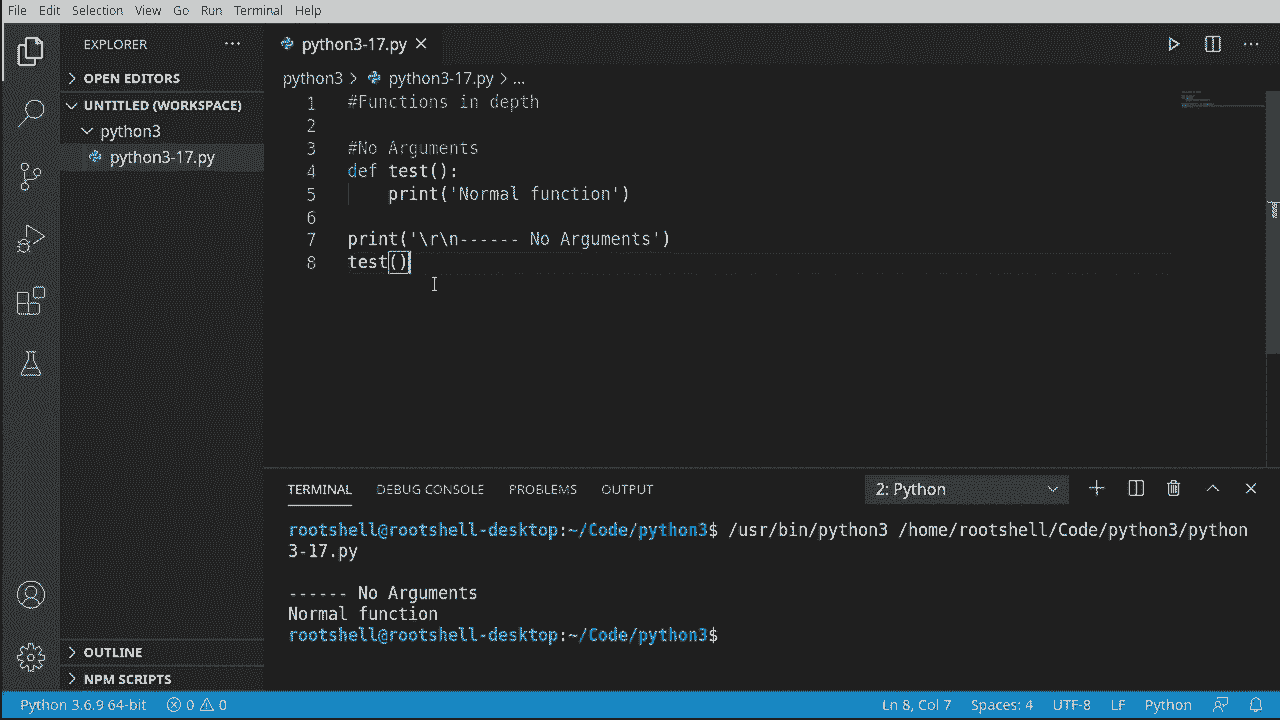 File Edit Selection View Go Run Terminal Help
EXPLORER ...
OPEN EDITORS
UNTITLED (WORKSPACE)
python3
python3-17.py
OUTLINE
NPM SCRIPTS
python3-17.py
python3 > python3-17.py > ...
1 #Functions in depth
2
3 #No Arguments
4 def test():
5     print('Normal function')
6
7 print('\r\n------ No Arguments')
8 test()
TERMINAL DEBUG CONSOLE PROBLEMS OUTPUT 2: Python
rootshell@rootshell-desktop:~/Code/python3$ /usr/bin/python3 /home/rootshell/Code/python3/python
3-17.py
------ No Arguments
Normal function
rootshell@rootshell-desktop:~/Code/python3$
Python 3.6.9 64-bit 0 0 Ln 8, Col 7 Spaces: 4 UTF-8 LF Python